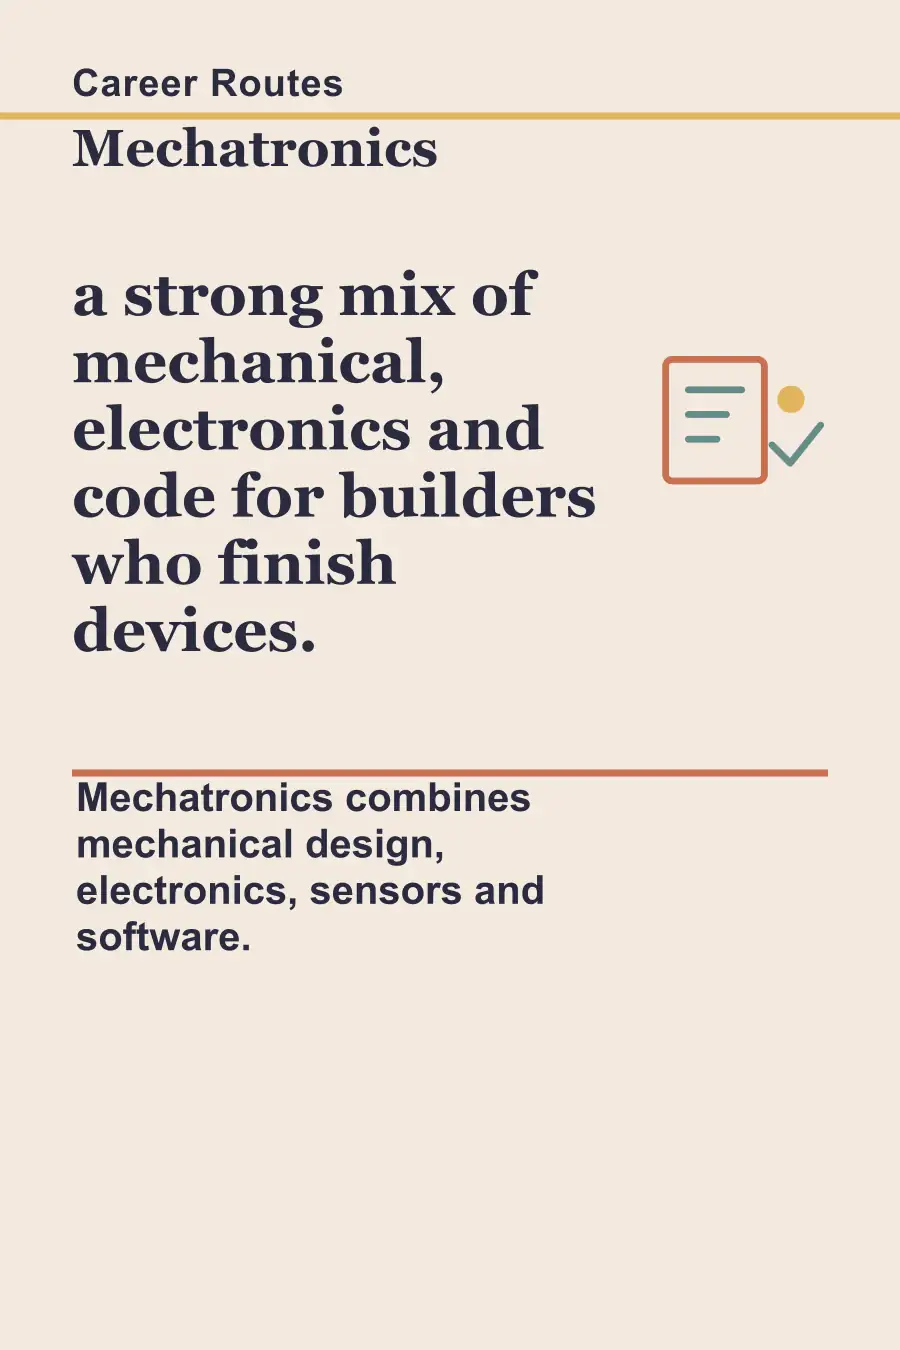 Career Routes
Mechatronics
a strong mix of
mechanical,
electronics and
code for builders
who finish
devices.
Mechatronics combines
mechanical design,
electronics, sensors and
software.